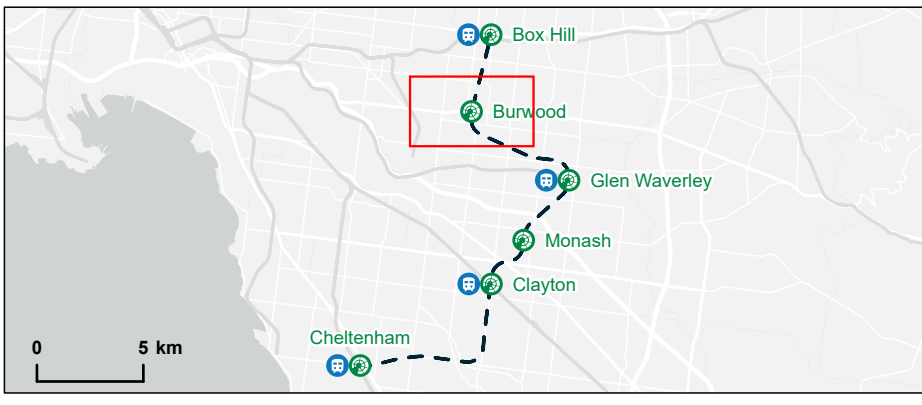 Box Hill
Burwood
Glen Waverley
Monash
Clayton
Cheltenham
0 5 km